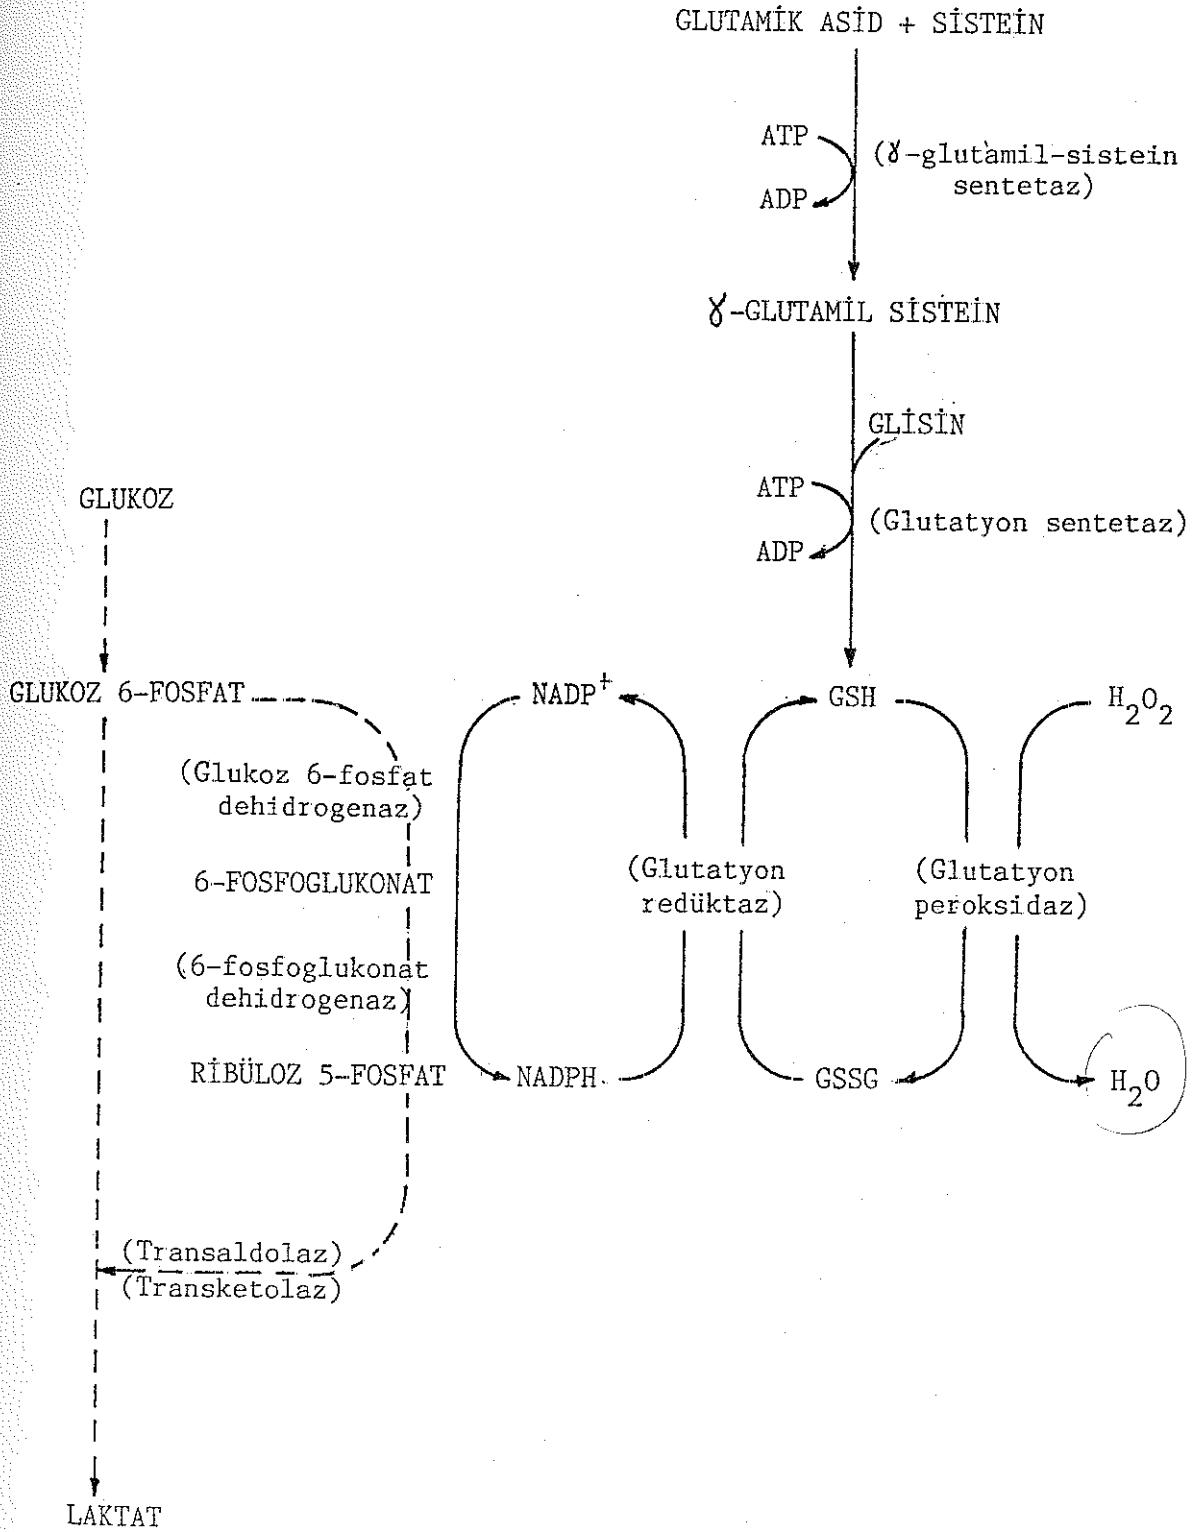 GLUTAMİK ASİD + SİSTEİN
ATP
(γ-glutamil-sistein
sentetaz)
ADP
γ-GLUTAMİL SİSTEİN
GLİSİN
ATP
(Glutatyon sentetaz)
ADP
GLUKOZ
GLUKOZ 6-FOSFAT
NADP+
GSH
H2O2
(Glukoz 6-fosfat
dehidrogenaz)
6-FOSFOGLUKONAT
(Glutatyon
redüktaz)
(Glutatyon
peroksidaz)
(6-fosfoglukonat
dehidrogenaz)
RİBÜLOZ 5-FOSFAT
NADPH
GSSG
H2O
(Transaldolaz)
(Transketolaz)
LAKTAT